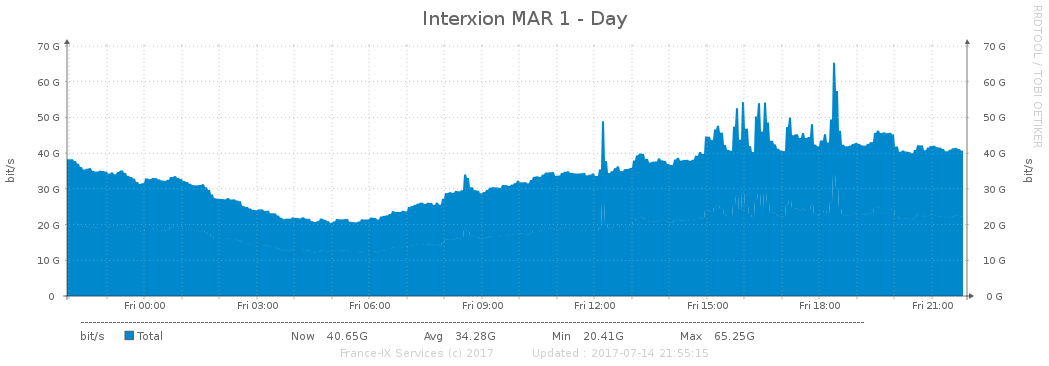 Interxion MAR 1 - Day
RRDTOOL / TOBI OETIKER
bit/s
70 G 70 G
60 G 60 G
50 G 50 G
40 G 40 G
30 G 30 G
20 G 20 G
10 G 10 G
0 0 G
bit/s
Fri 00:00 Fri 03:00 Fri 06:00 Fri 09:00 Fri 12:00 Fri 15:00 Fri 18:00 Fri 21:00
bit/s Total Now 40.65G Avg 34.28G Min 20.41G Max 65.25G
France-IX Services (c) 2017 Updated : 2017-07-14 21:55:15